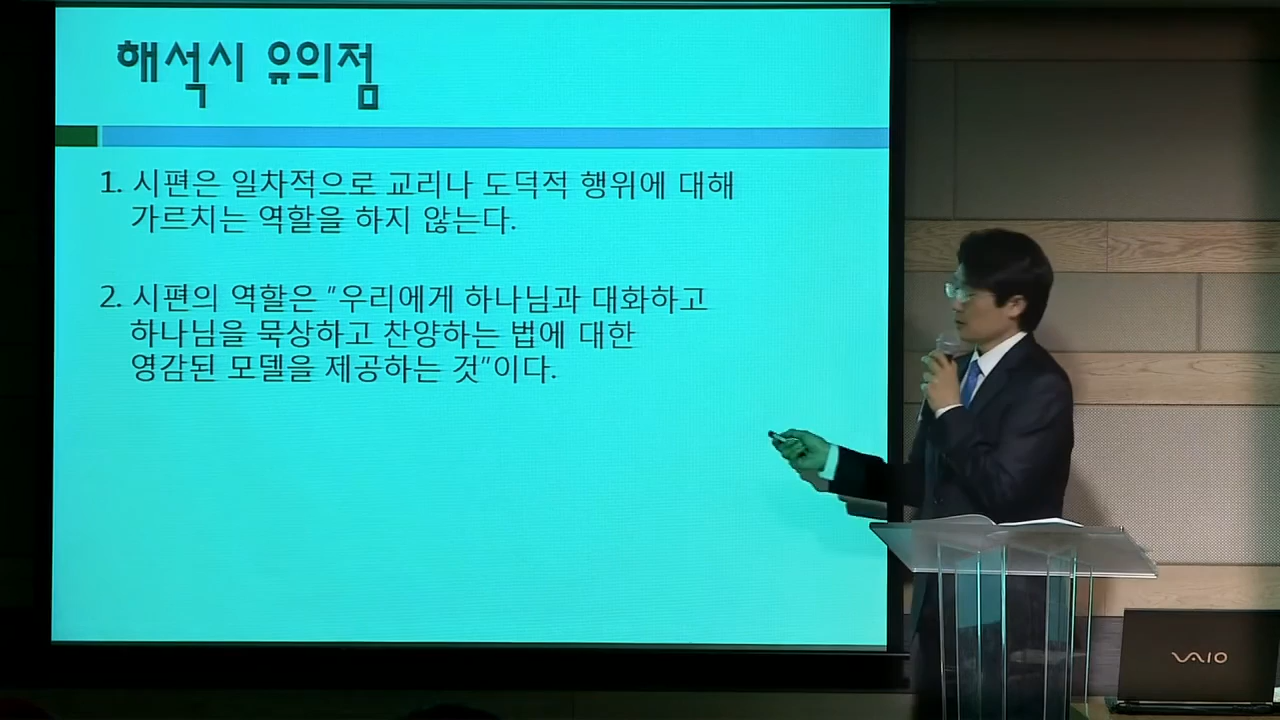 해석시 유의점
1. 시편은 일차적으로 교리나 도덕적 행위에 대해
가르치는 역할을 하지 않는다.
2. 시편의 역할은 "우리에게 하나님과 대화하고
하나님을 묵상하고 찬양하는 법에 대한
영감된 모델을 제공하는 것"이다.
VAIO